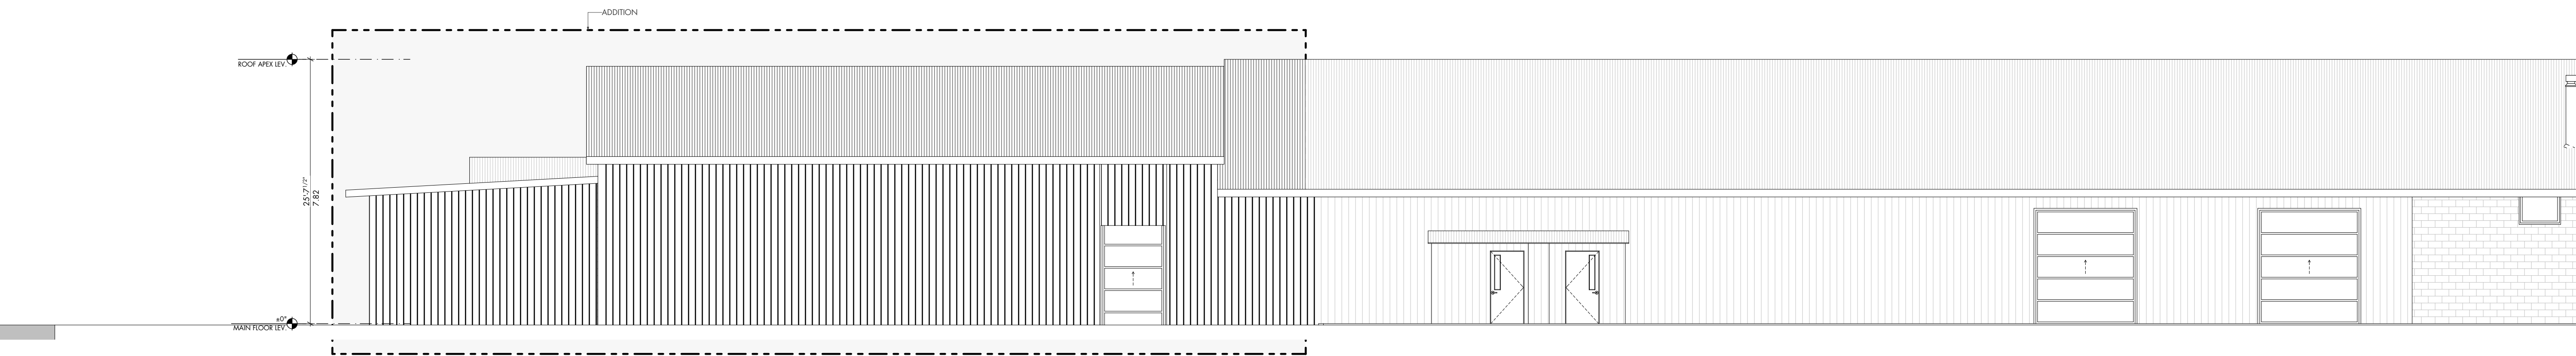 ADDITION
ROOF APEX LEV.
25'-7 1/2"
7.82
±0"
MAIN FLOOR LEV.